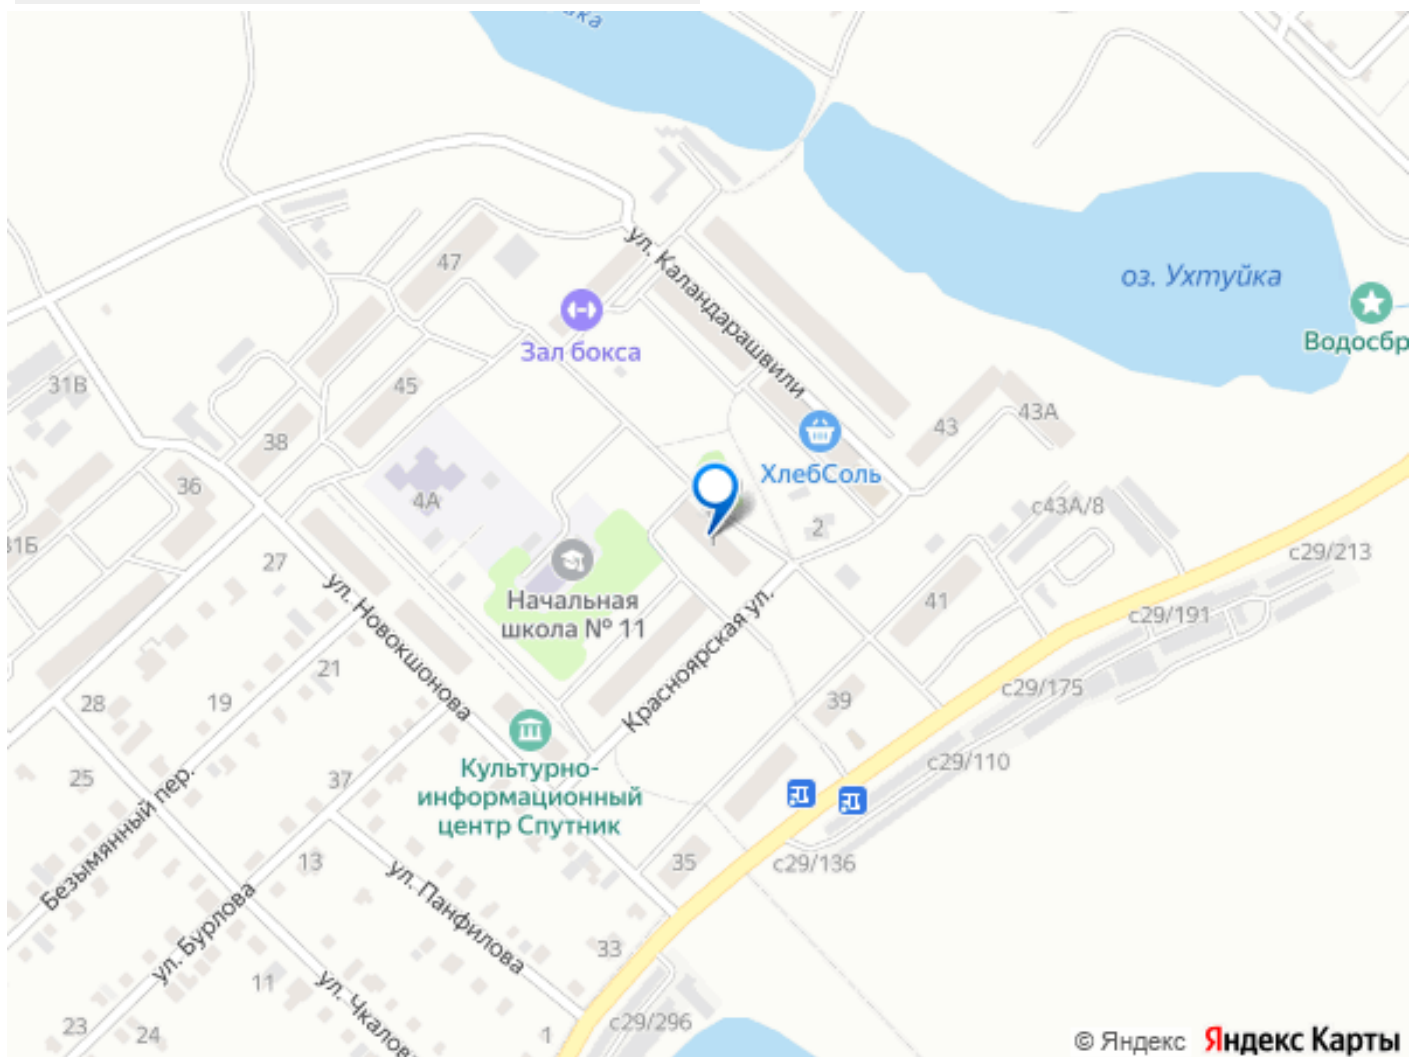 ул. Каландарашвили
47
оз. Ухтуйка
Зал бокса
Водосбр
31В
45
43А
43
38
ХлебСоль
36
4А
с43А/8
2
1
31Б
с29/213
27
ул. Новокшонова
Начальная
школа № 11
41
с29/191
Красноярская ул.
21
с29/175
28
19
39
25
с29/110
Культурно-
информационный
центр Спутник
37
Безымянный пер.
13
35
с29/136
ул. Панфилова
ул. Бурлова
33
11
ул. Чкалов
23
24
1
с29/296
© Яндекс Яндекс Карты